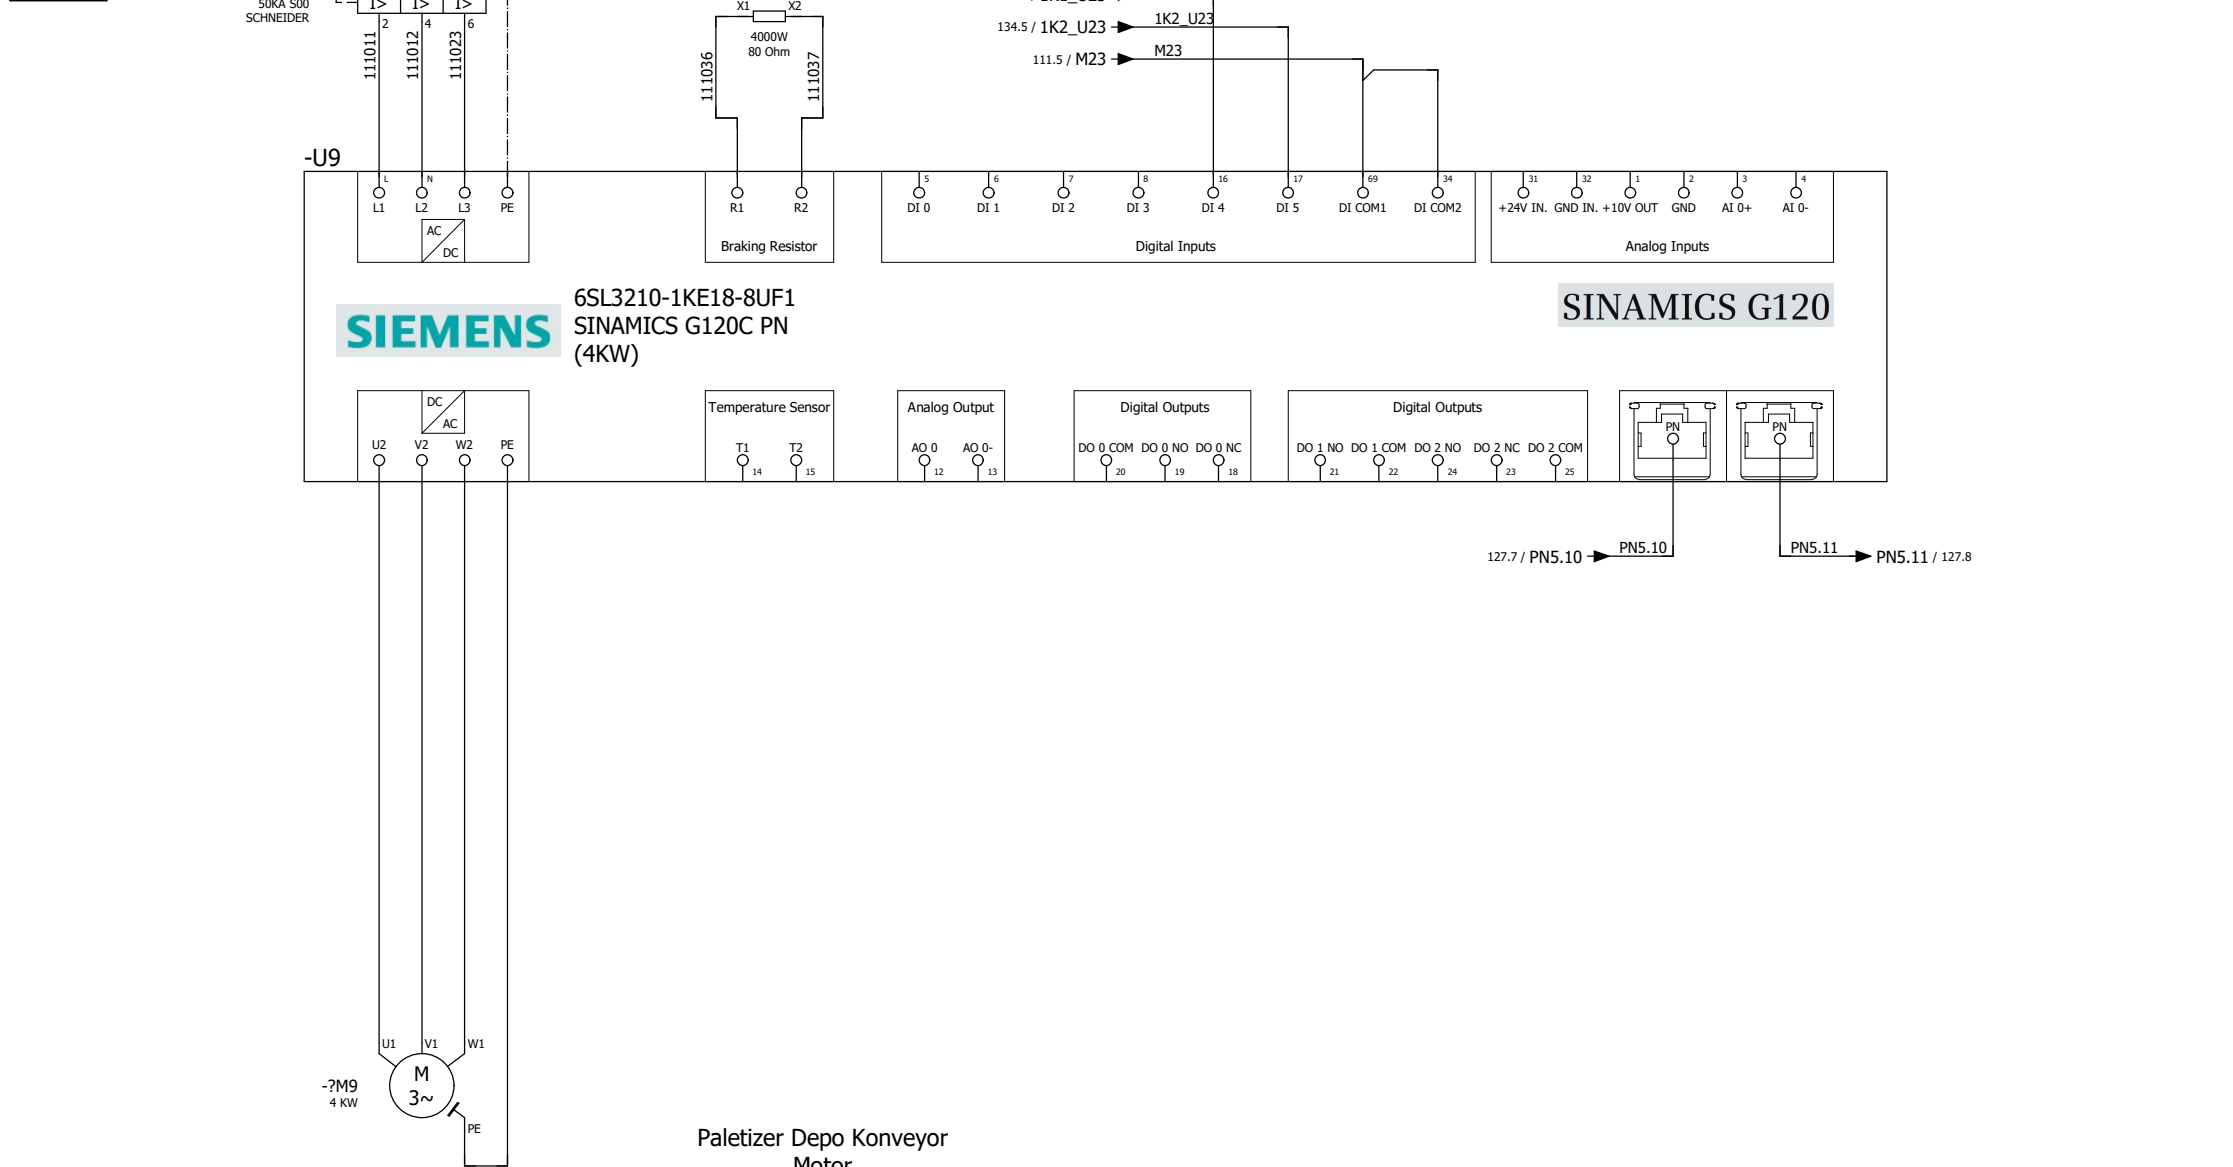 50KA S00
SCHNEIDER
I> I> I>
2 4 6
111011
111012
111023
X1 X2
4000W
80 Ohm
111036
111037
134.5 / 1K2_U23
1K2_U23
111.5 / M23
M23
-U9
L N
L1 L2 L3 PE
AC
DC
R1 R2
Braking Resistor
5 6 7 8 16 17 69 34
DI 0 DI 1 DI 2 DI 3 DI 4 DI 5 DI COM1 DI COM2
Digital Inputs
31 32 1 2 3 4
+24V IN. GND IN. +10V OUT GND AI 0+ AI 0-
Analog Inputs
SIEMENS
6SL3210-1KE18-8UF1
SINAMICS G120C PN
(4KW)
SINAMICS G120
DC
AC
U2 V2 W2 PE
Temperature Sensor
T1 T2
14 15
Analog Output
AO 0 AO 0-
12 13
Digital Outputs
DO 0 COM DO 0 NO DO 0 NC
20 19 18
Digital Outputs
DO 1 NO DO 1 COM DO 2 NO DO 2 NC DO 2 COM
21 22 24 23 25
PN PN
127.7 / PN5.10
PN5.10
PN5.11
PN5.11 / 127.8
U1 V1 W1
M
3~
-?M9
4 KW
PE
Paletizer Depo Konveyor
Motor